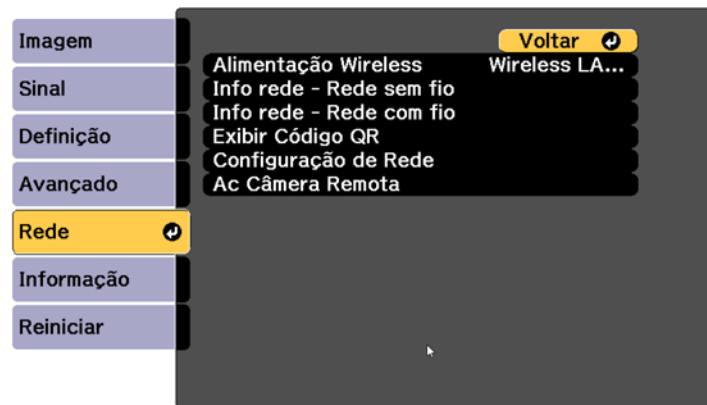 Imagem
Sinal
Definição
Avançado
Rede
Informação
Reiniciar
Voltar
Alimentação Wireless Wireless LA...
Info rede - Rede sem fio
Info rede - Rede com fio
Exibir Código QR
Configuração de Rede
Ac Câmera Remota